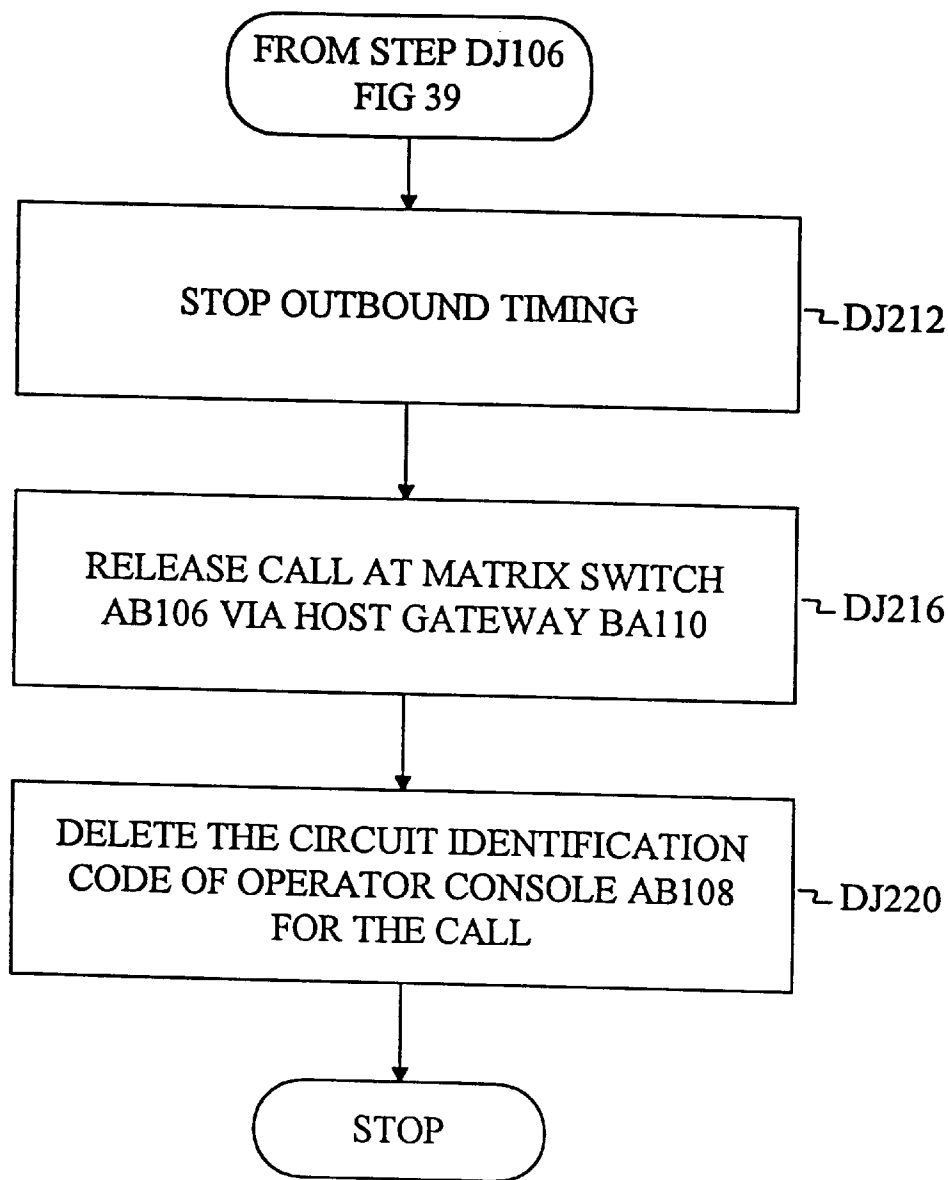 FROM STEP DJ106
FIG 39
STOP OUTBOUND TIMING
DJ212
RELEASE CALL AT MATRIX SWITCH
AB106 VIA HOST GATEWAY BA110
DJ216
DELETE THE CIRCUIT IDENTIFICATION
CODE OF OPERATOR CONSOLE AB108
FOR THE CALL
DJ220
STOP